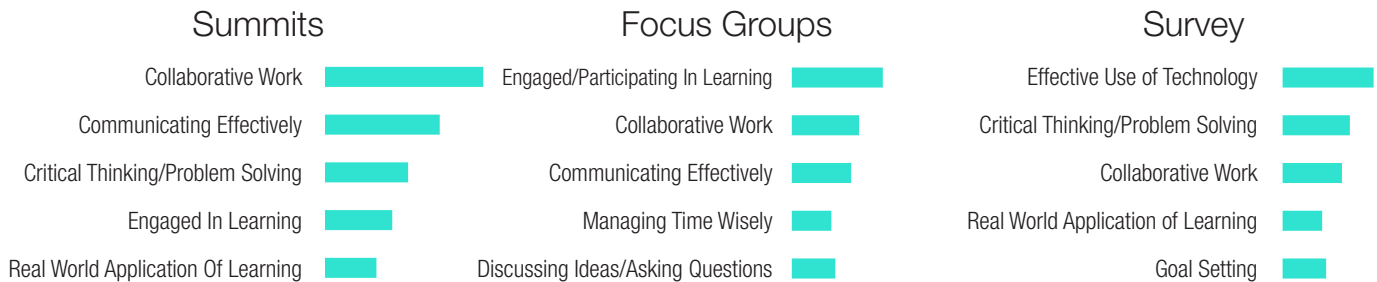 Summits
Collaborative Work
Communicating Effectively
Critical Thinking/Problem Solving
Engaged In Learning
Real World Application Of Learning
Focus Groups
Engaged/Participating In Learning
Collaborative Work
Communicating Effectively
Managing Time Wisely
Discussing Ideas/Asking Questions
Survey
Effective Use of Technology
Critical Thinking/Problem Solving
Collaborative Work
Real World Application of Learning
Goal Setting